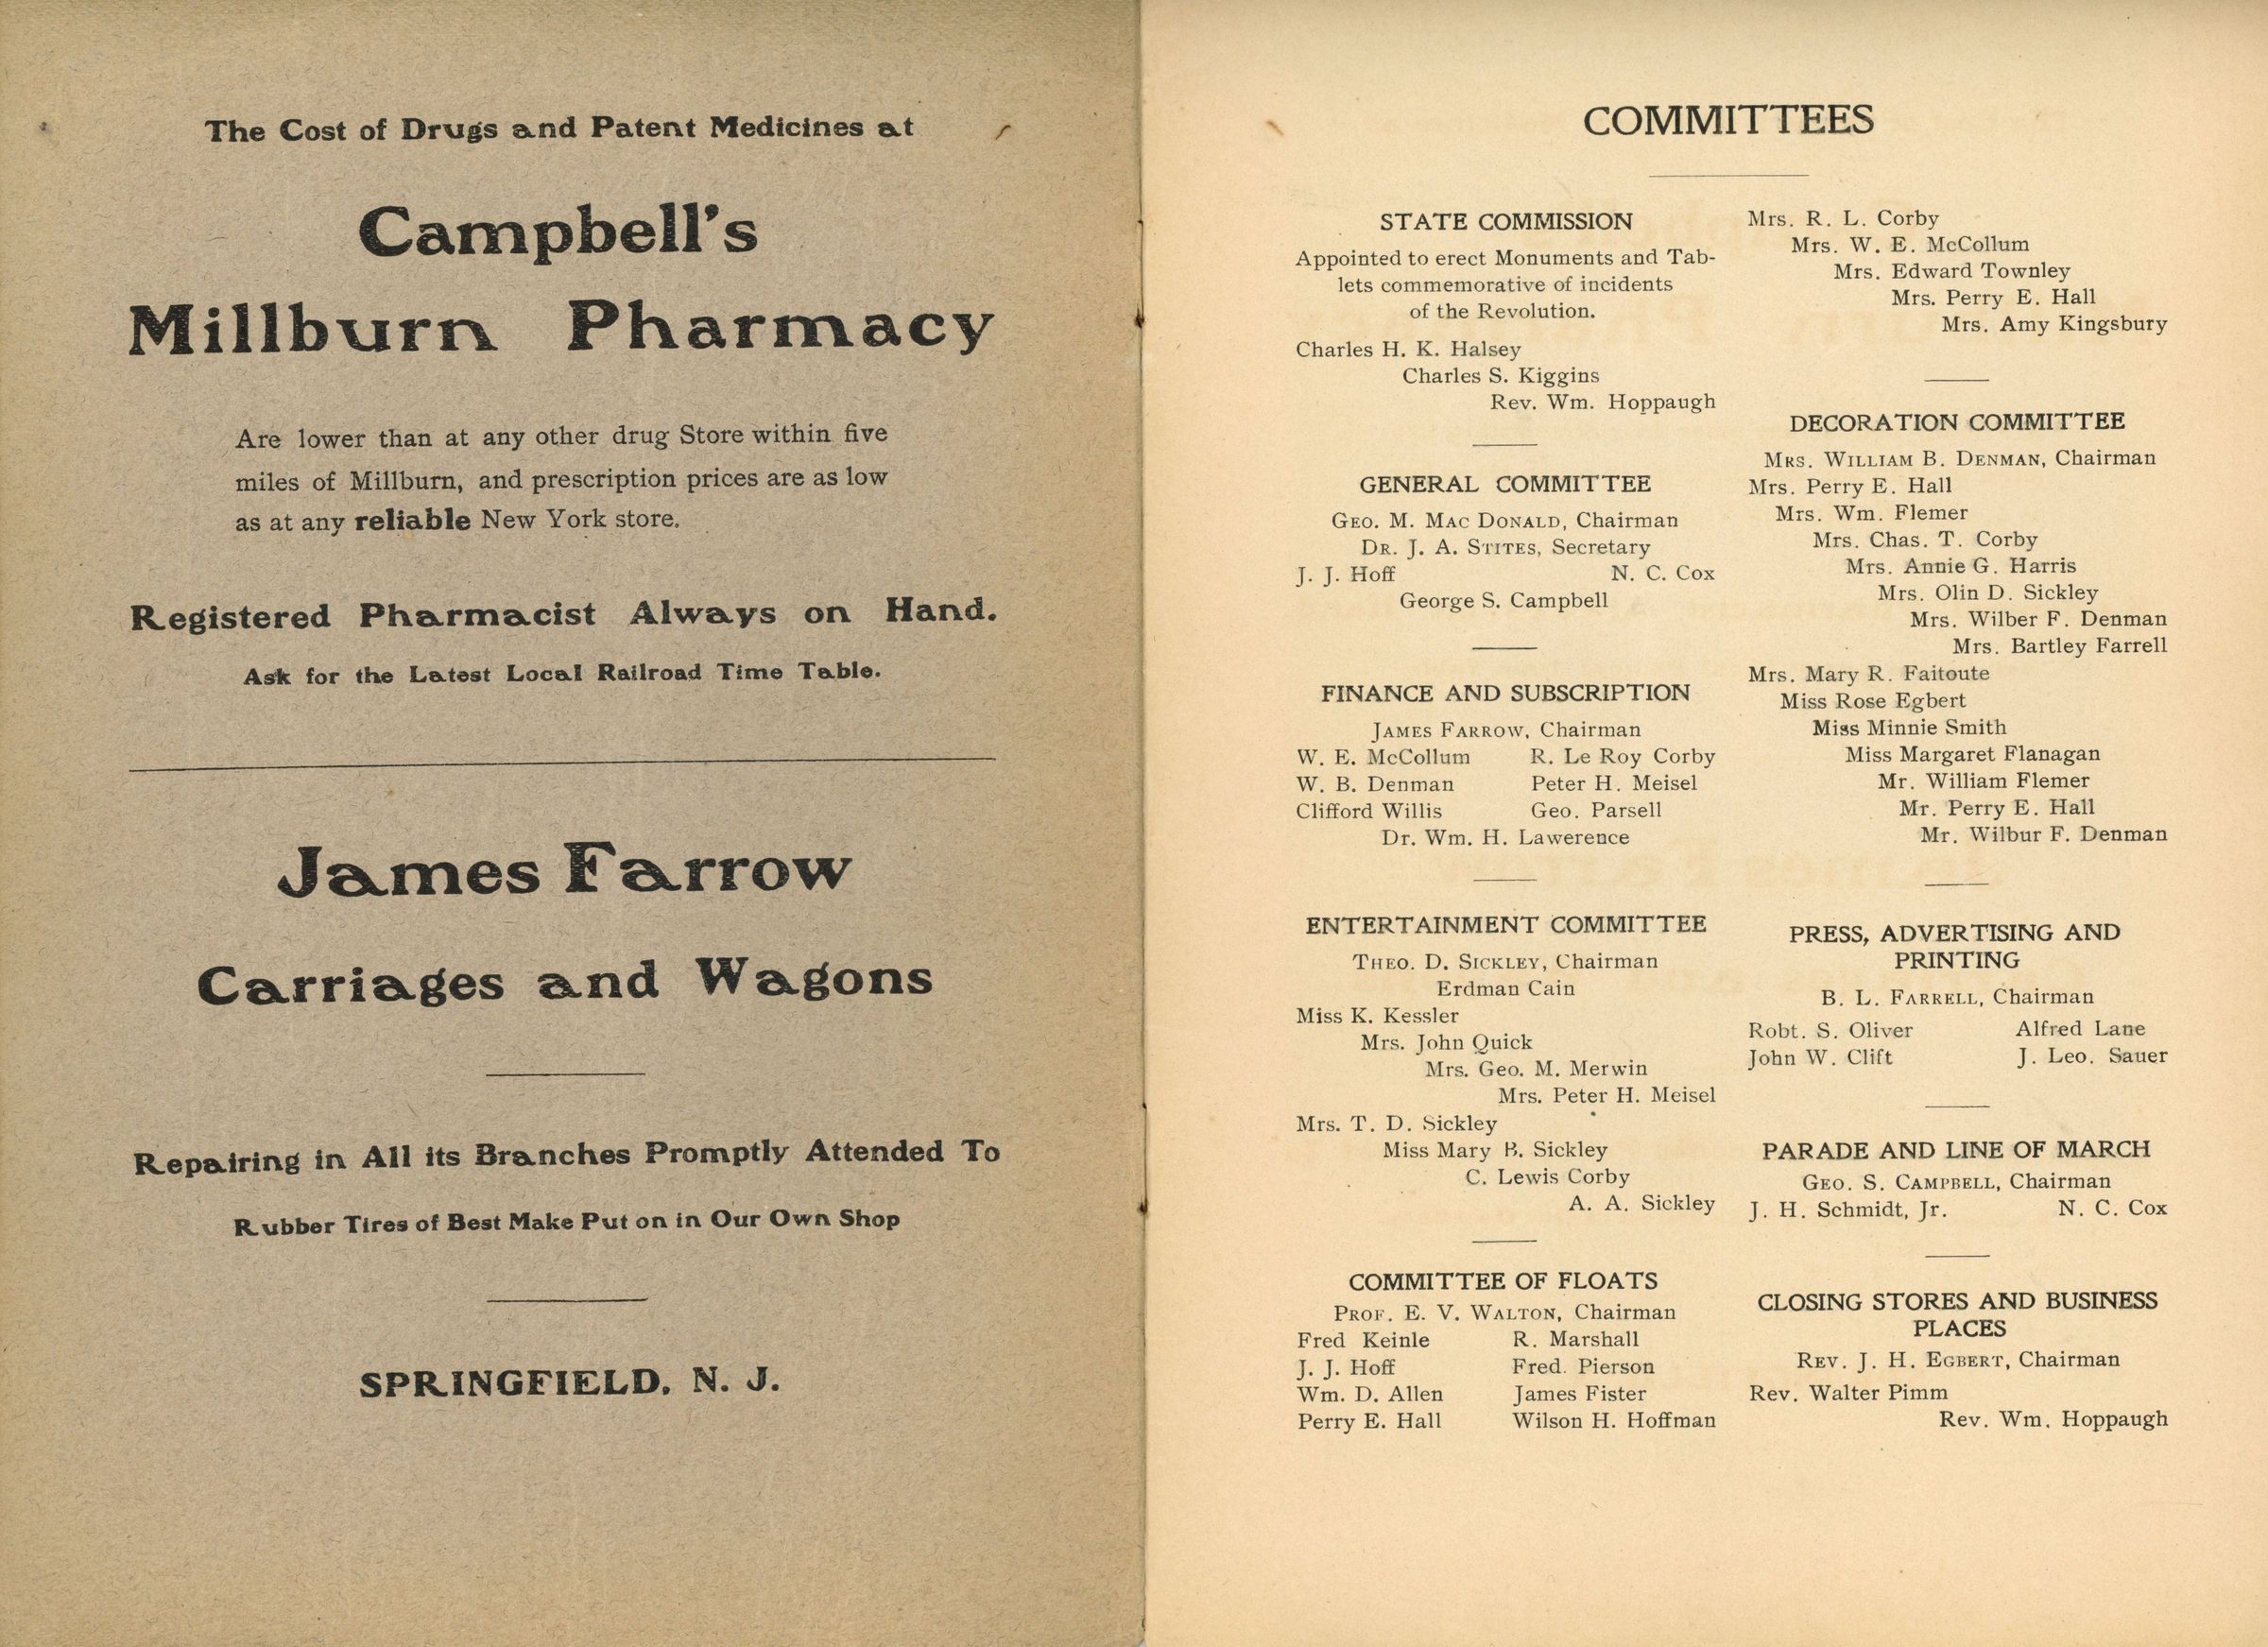 The Cost of Drugs and Patent Medicines at
Campbell's
Millburn Pharmacy
Are lower than at any other drug Store within five
miles of Millburn, and prescription prices are as low
as at any reliable New York store.
Registered Pharmacist Always on Hand.
Ask for the Latest Local Railroad Time Table.
James Farrow
Carriages and Wagons
Repairing in All its Branches Promptly Attended To
Rubber Tires of Best Make Put on in Our Own Shop
SPRINGFIELD, N. J.
COMMITTEES
STATE COMMISSION
Appointed to erect Monuments and Tab-
lets commemorative of incidents
of the Revolution.
Charles H. K. Halsey
Charles S. Kiggins
Rev. Wm. Hoppaugh
GENERAL COMMITTEE
GEO. M. MAC DONALD, Chairman
DR. J. A. STITES, Secretary
J. J. Hoff N. C. Cox
George S. Campbell
FINANCE AND SUBSCRIPTION
JAMES FARROW, Chairman
W. E. McCollum R. Le Roy Corby
W. B. Denman Peter H. Meisel
Clifford Willis Geo. Parsell
Dr. Wm. H. Lawerence
ENTERTAINMENT COMMITTEE
THEO. D. SICKLEY, Chairman
Erdman Cain
Miss K. Kessler
Mrs. John Quick
Mrs. Geo. M. Merwin
Mrs. Peter H. Meisel
Mrs. T. D. Sickley
Miss Mary B. Sickley
C. Lewis Corby
A. A. Sickley
COMMITTEE OF FLOATS
PROF. E. V. WALTON, Chairman
Fred Keinle R. Marshall
J. J. Hoff Fred. Pierson
Wm. D. Allen James Fister
Perry E. Hall Wilson H. Hoffman
Mrs. R. L. Corby
Mrs. W. E. McCollum
Mrs. Edward Townley
Mrs. Perry E. Hall
Mrs. Amy Kingsbury
DECORATION COMMITTEE
MRS. WILLIAM B. DENMAN, Chairman
Mrs. Perry E. Hall
Mrs. Wm. Flemer
Mrs. Chas. T. Corby
Mrs. Annie G. Harris
Mrs. Olin D. Sickley
Mrs. Wilber F. Denman
Mrs. Bartley Farrell
Mrs. Mary R. Faitoute
Miss Rose Egbert
Miss Minnie Smith
Miss Margaret Flanagan
Mr. William Flemer
Mr. Perry E. Hall
Mr. Wilbur F. Denman
PRESS, ADVERTISING AND
PRINTING
B. L. FARRELL, Chairman
Robt. S. Oliver Alfred Lane
John W. Clift J. Leo. Sauer
PARADE AND LINE OF MARCH
GEO. S. CAMPBELL, Chairman
J. H. Schmidt, Jr. N. C. Cox
CLOSING STORES AND BUSINESS
PLACES
REV. J. H. EGBERT, Chairman
Rev. Walter Pimm
Rev. Wm. Hoppaugh